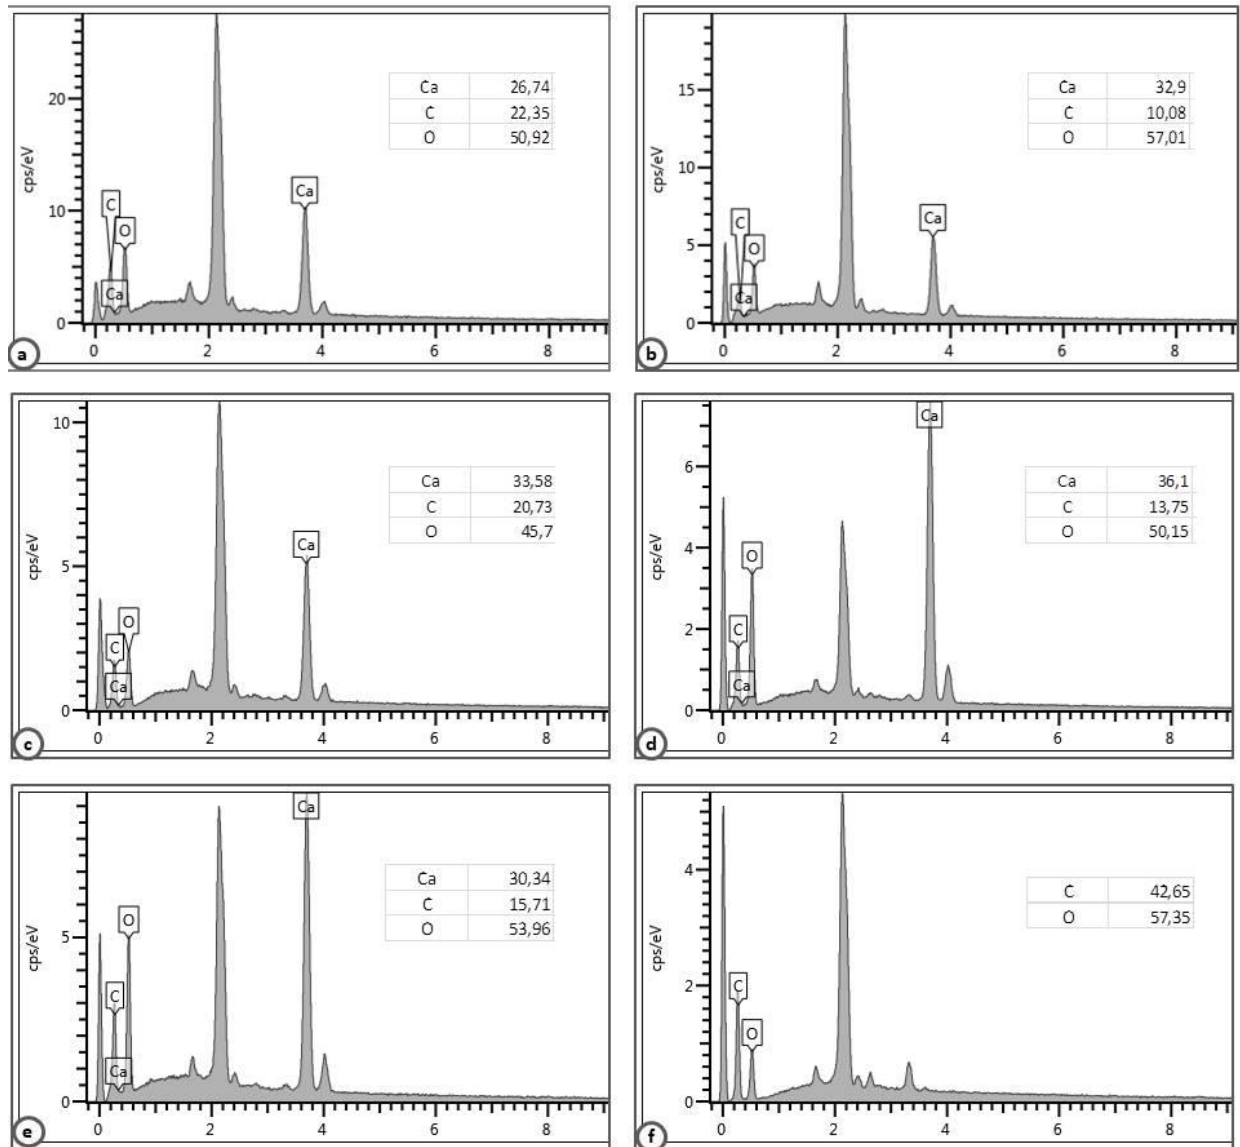 cps/eV
20
10
0
C
O
Ca
Ca
Ca 26,74
C 22,35
O 50,92
0 2 4 6 8
a
cps/eV
15
10
5
0
C
O
Ca
Ca
Ca 32,9
C 10,08
O 57,01
0 2 4 6 8
b
cps/eV
10
5
0
O
C
Ca
Ca
Ca 33,58
C 20,73
O 45,7
0 2 4 6 8
c
cps/eV
6
4
2
0
Ca
O
C
Ca
Ca 36,1
C 13,75
O 50,15
0 2 4 6 8
d
cps/eV
5
0
Ca
O
C
Ca
Ca 30,34
C 15,71
O 53,96
0 2 4 6 8
e
cps/eV
4
2
0
C
O
C 42,65
O 57,35
0 2 4 6 8
f